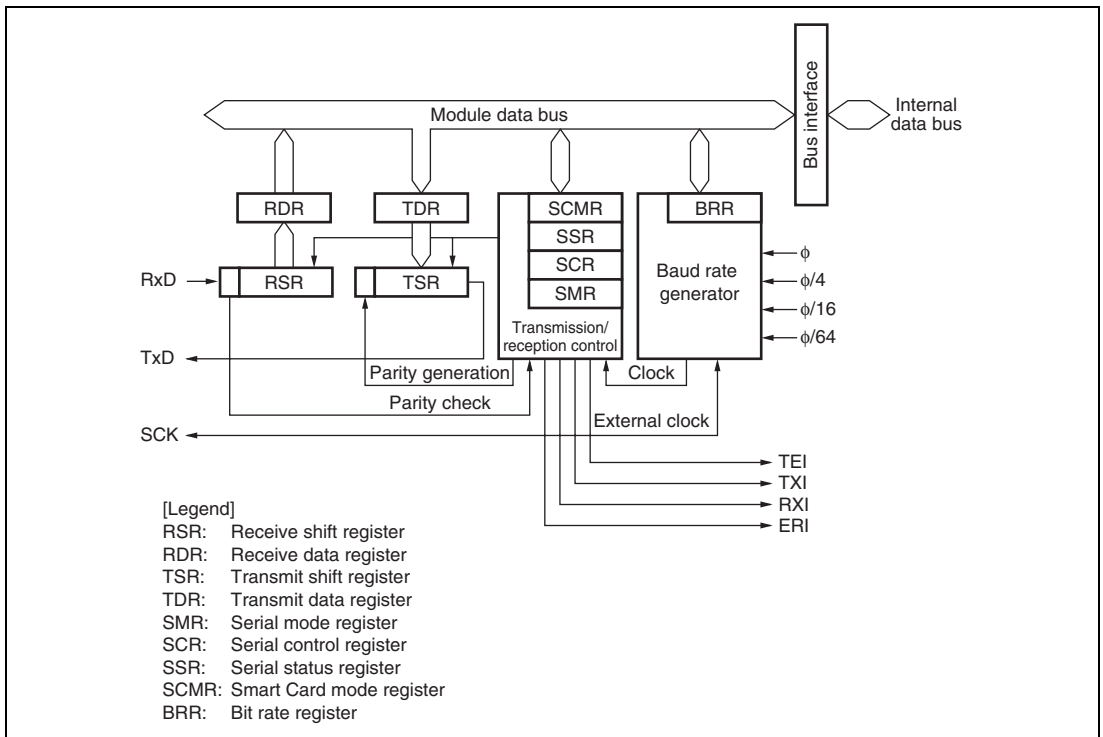 Module data bus
Bus interface
Internal
data bus
RDR
TDR
SCMR
BRR
SSR
SCR
SMR
RxD
RSR
TSR
Baud rate
generator
ϕ
ϕ/4
ϕ/16
ϕ/64
Transmission/
reception control
TxD
Parity generation
Clock
Parity check
External clock
SCK
TEI
TXI
RXI
ERI
[Legend]
RSR: Receive shift register
RDR: Receive data register
TSR: Transmit shift register
TDR: Transmit data register
SMR: Serial mode register
SCR: Serial control register
SSR: Serial status register
SCMR: Smart Card mode register
BRR: Bit rate register